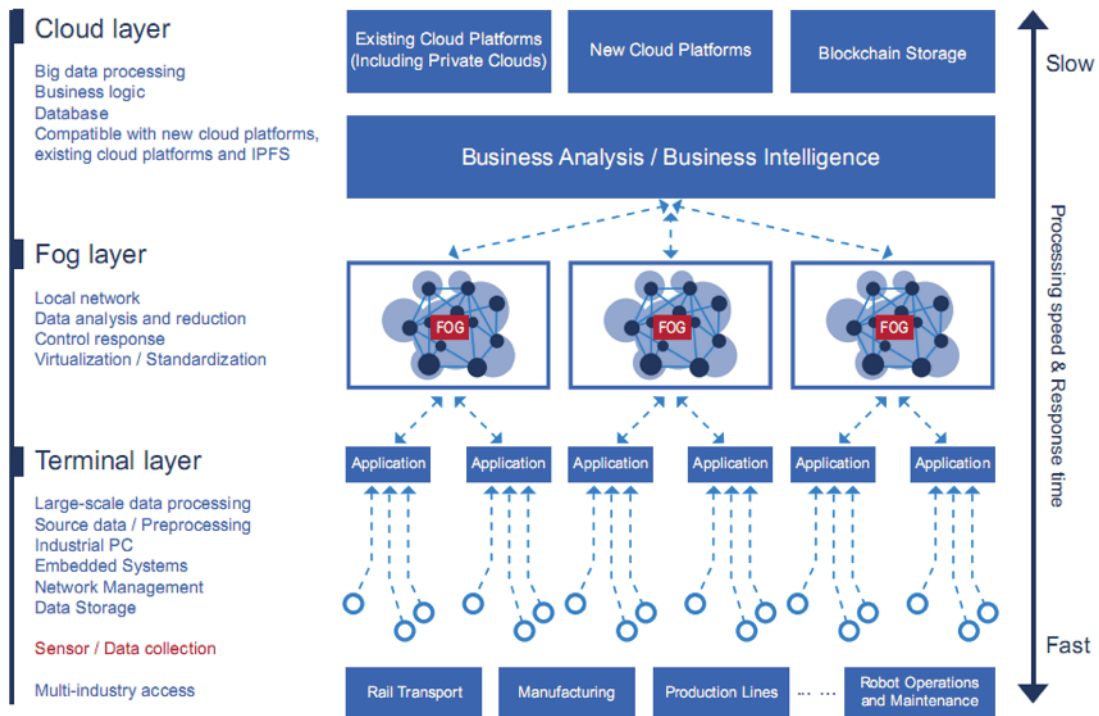 Cloud layer
Big data processing
Business logic
Database
Compatible with new cloud platforms,
existing cloud platforms and IPFS
Existing Cloud Platforms
(Including Private Clouds)
New Cloud Platforms
Blockchain Storage
Business Analysis / Business Intelligence
Fog layer
Local network
Data analysis and reduction
Control response
Virtualization / Standardization
FOG
FOG
FOG
Terminal layer
Large-scale data processing
Source data / Preprocessing
Industrial PC
Embedded Systems
Network Management
Data Storage
Sensor / Data collection
Multi-industry access
Application
Application
Application
Application
Application
Application
Rail Transport
Manufacturing
Production Lines
... ...
Robot Operations
and Maintenance
Slow
Processing speed & Response time
Fast